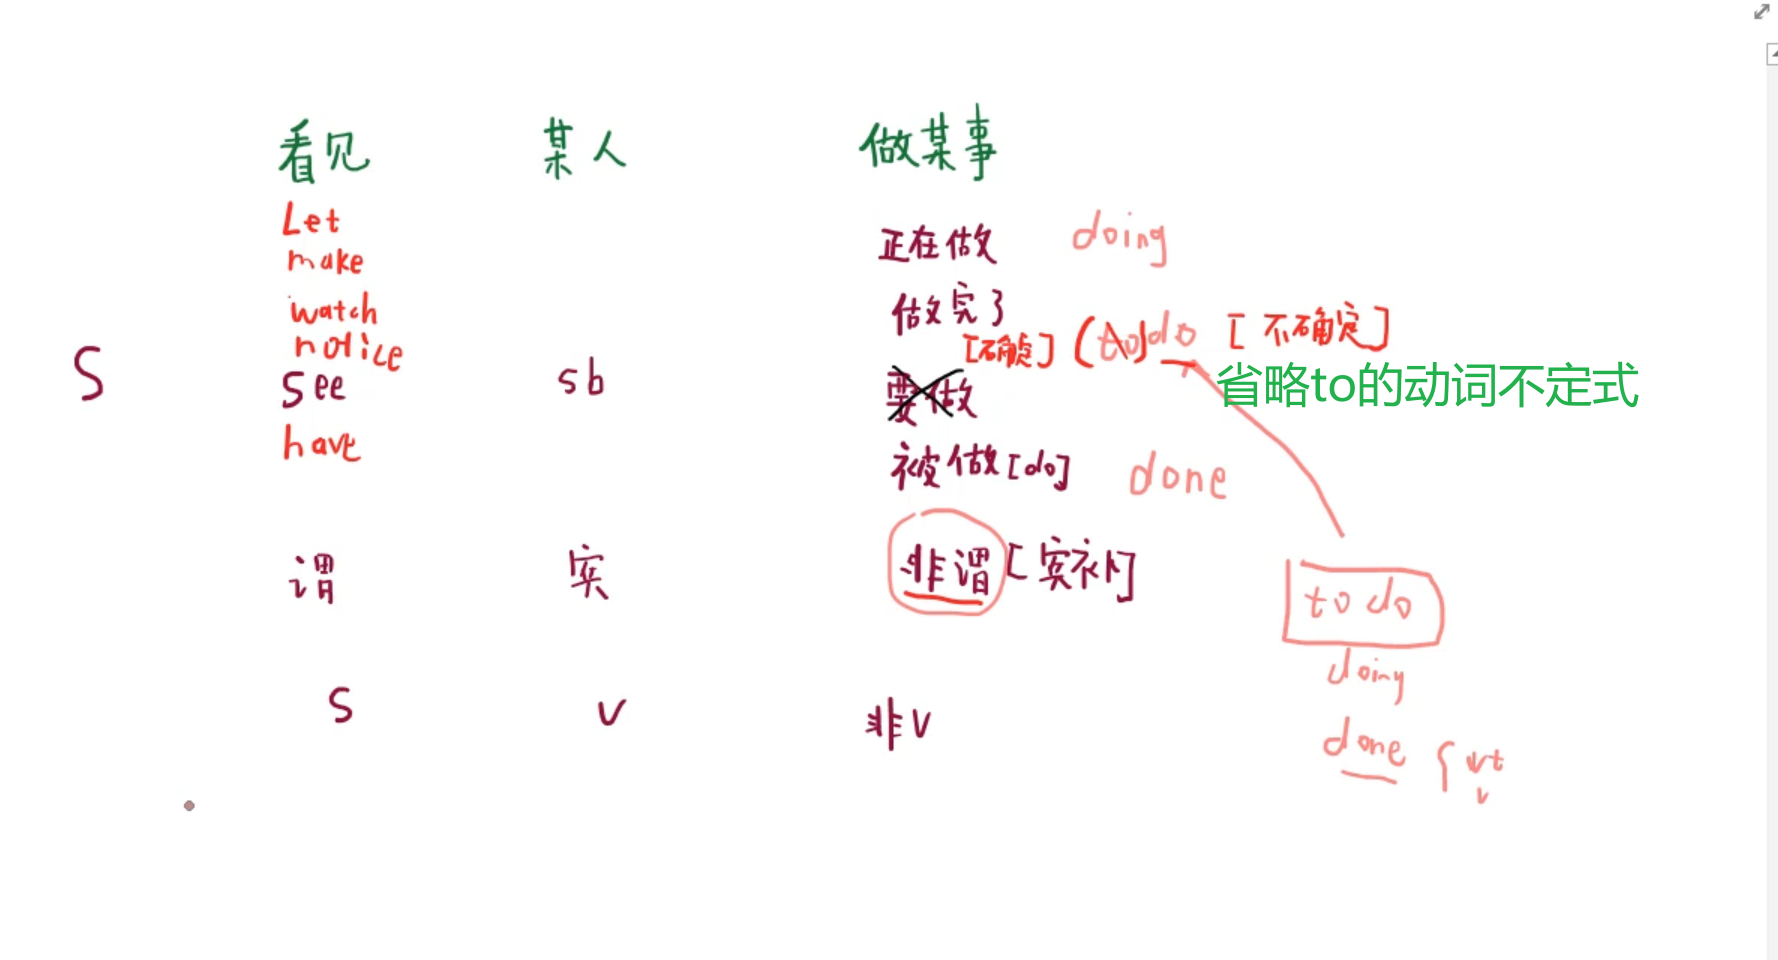 看见 某人 做某事
Let
make
正在做 doing
watch
做完了
notice
[确定] (to) do [不确定]
S see sb 要做
省略to的动词不定式
have
被做[do] done
谓 宾 非谓[宾补]
to do
doing
S V 非V
done { vt
v